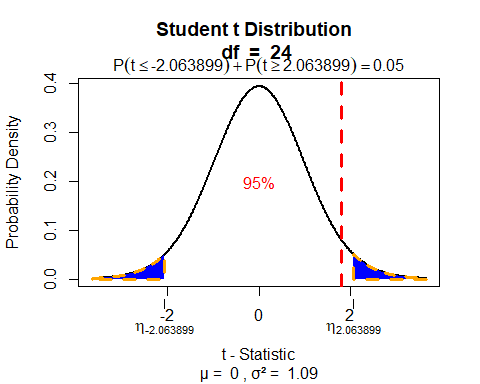 Student t Distribution
df = 24
P(t ≤ -2.063899) + P(t ≥ 2.063899) = 0.05
Probability Density
0.0
0.1
0.2
0.3
0.4
95%
-2
0
2
η-2.063899
η2.063899
t - Statistic
μ = 0 , σ² = 1.09